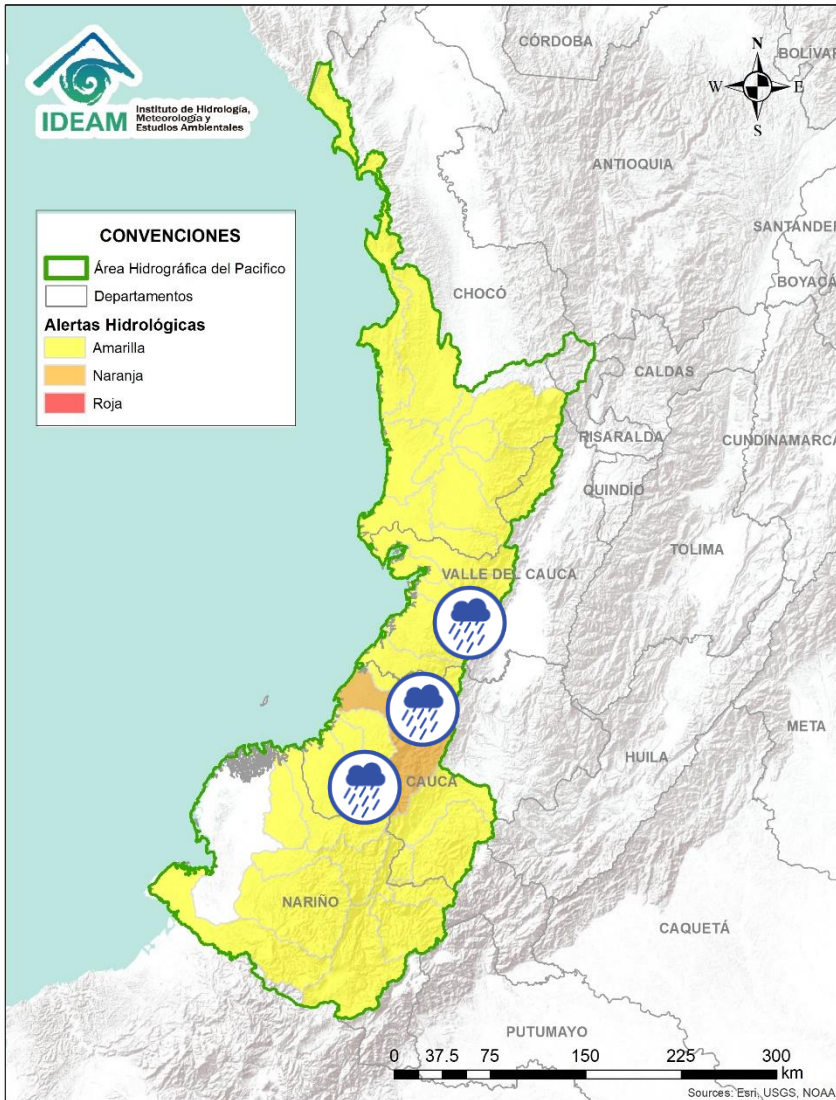 IDEAM
Instituto de Hidrología,
Meteorología y
Estudios Ambientales
CÓRDOBA
BOLÍVAR
N
W
E
S
ANTIOQUIA
SANTANDER
BOYACÁ
CONVENCIONES
Área Hidrográfica del Pacifico
Departamentos
Alertas Hidrológicas
Amarilla
Naranja
Roja
CHOCÓ
CALDAS
RISARALDA
CUNDINAMARCA
QUINDÍO
TOLIMA
VALLE DEL CAUCA
META
HUILA
CAUCA
NARIÑO
CAQUETÁ
PUTUMAYO
0 37.5 75 150 225 300
km
Sources: Esri, USGS, NOAA